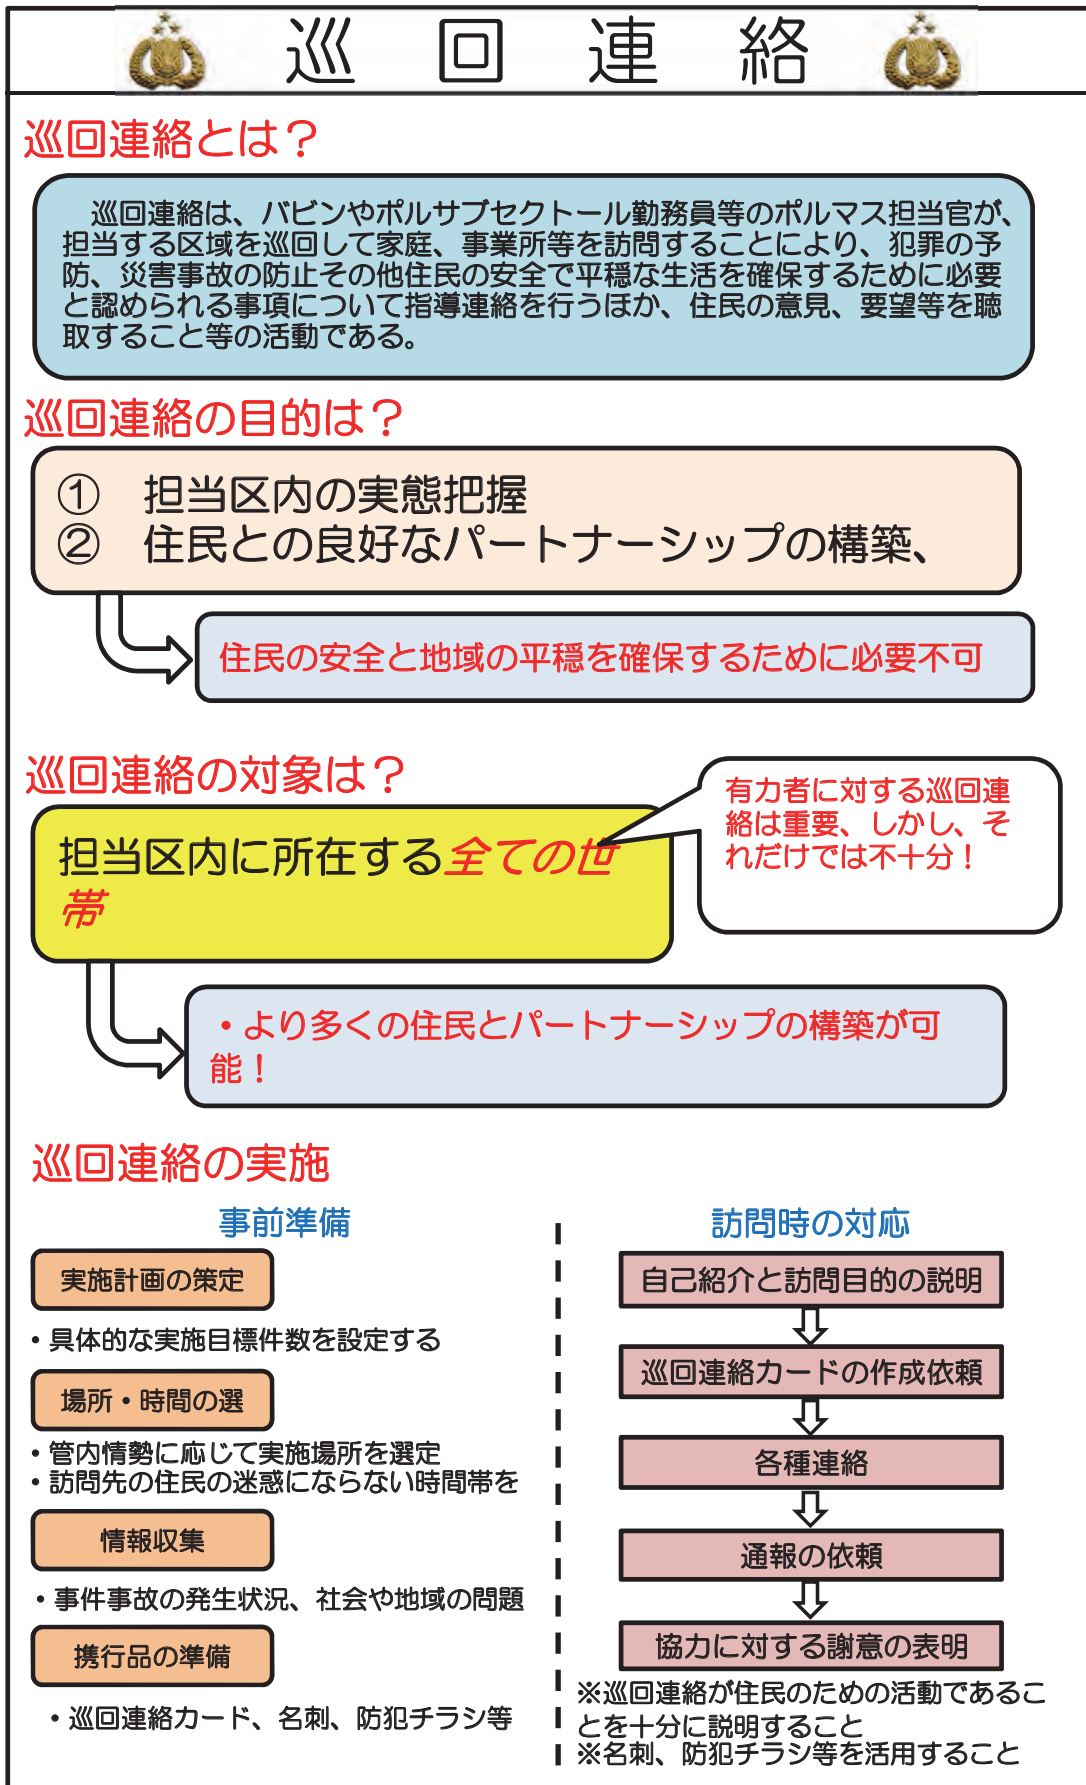 巡回連絡
巡回連絡とは？
巡回連絡は、バビンやポルサブセクトール勤務員等のポルマス担当官が、
担当する区域を巡回して家庭、事業所等を訪問することにより、犯罪の予
防、災害事故の防止その他住民の安全で平穏な生活を確保するために必要
と認められる事項について指導連絡を行うほか、住民の意見、要望等を聴
取すること等の活動である。
巡回連絡の目的は？
①　担当区内の実態把握
②　住民との良好なパートナーシップの構築、
住民の安全と地域の平穏を確保するために必要不可
巡回連絡の対象は？
担当区内に所在する全ての世
帯
有力者に対する巡回連
絡は重要、しかし、そ
れだけでは不十分！
・より多くの住民とパートナーシップの構築が可
能！
巡回連絡の実施
事前準備
実施計画の策定
・具体的な実施目標件数を設定する
場所・時間の選
・管内情勢に応じて実施場所を選定
・訪問先の住民の迷惑にならない時間帯を
情報収集
・事件事故の発生状況、社会や地域の問題
携行品の準備
・巡回連絡カード、名刺、防犯チラシ等
訪問時の対応
自己紹介と訪問目的の説明
巡回連絡カードの作成依頼
各種連絡
通報の依頼
協力に対する謝意の表明
※巡回連絡が住民のための活動であるこ
とを十分に説明すること
※名刺、防犯チラシ等を活用すること